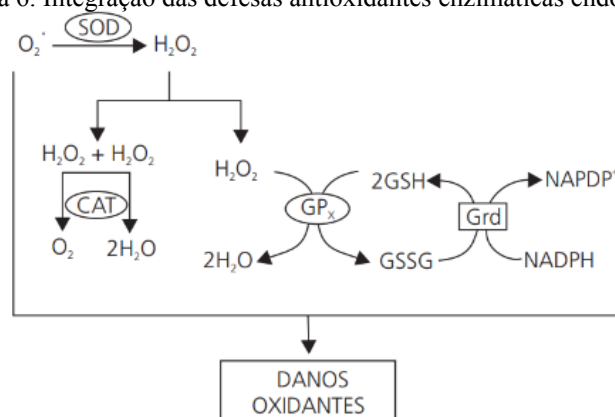 6. Integração das defesas antioxidantes enzimáticas
SOD
O₂˙ H₂O₂
H₂O₂ + H₂O₂
H₂O₂
2GSH
NAPDP⁺
CAT
GPₓ
Grd
O₂ 2H₂O
2H₂O
GSSG
NADPH
DANOS
OXIDANTES